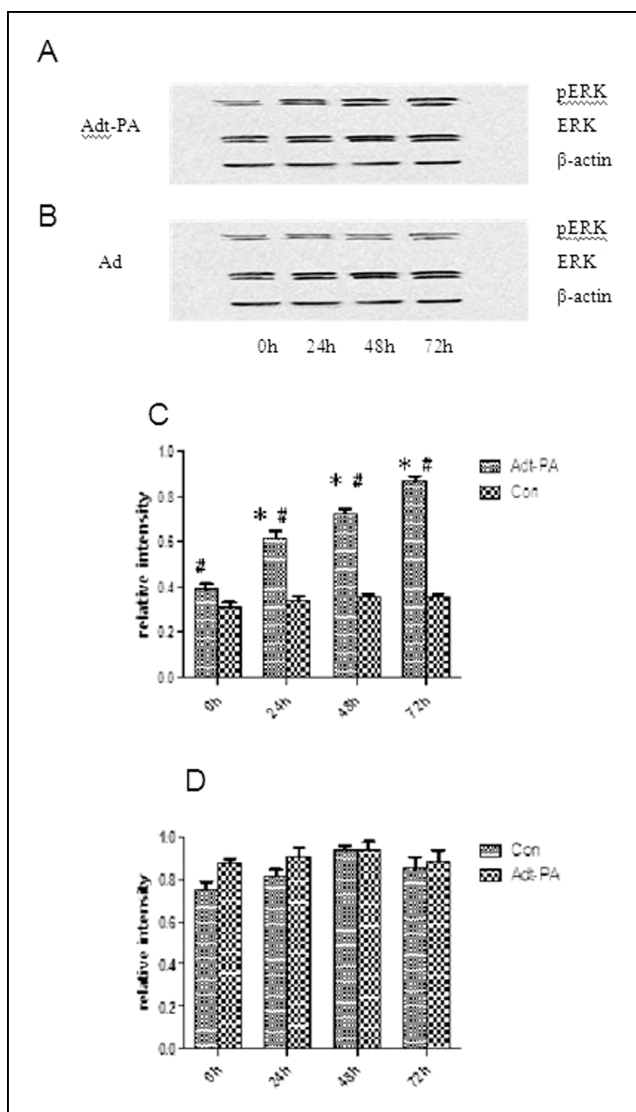 A
pERK
Adt-PA
ERK
β-actin
B
pERK
Ad
ERK
β-actin
0h 24h 48h 72h
C
relative intensity
1.0
0.8
0.6
0.4
0.2
0.0
#
* #
* #
* #
0h 24h 48h 72h
Adt-PA
Con
D
relative intensity
1.0
0.8
0.6
0.4
0.2
0.0
0h 24h 48h 72h
Con
Adt-PA